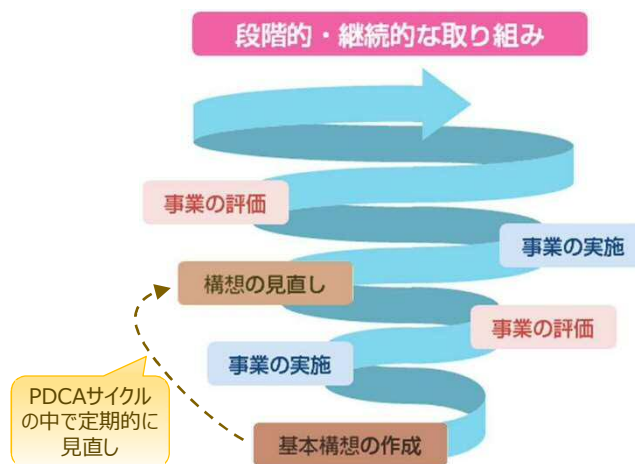 段階的・継続的な取り組み
事業の評価
事業の実施
構想の見直し
事業の評価
事業の実施
PDCAサイクル
の中で定期的に
見直し
基本構想の作成